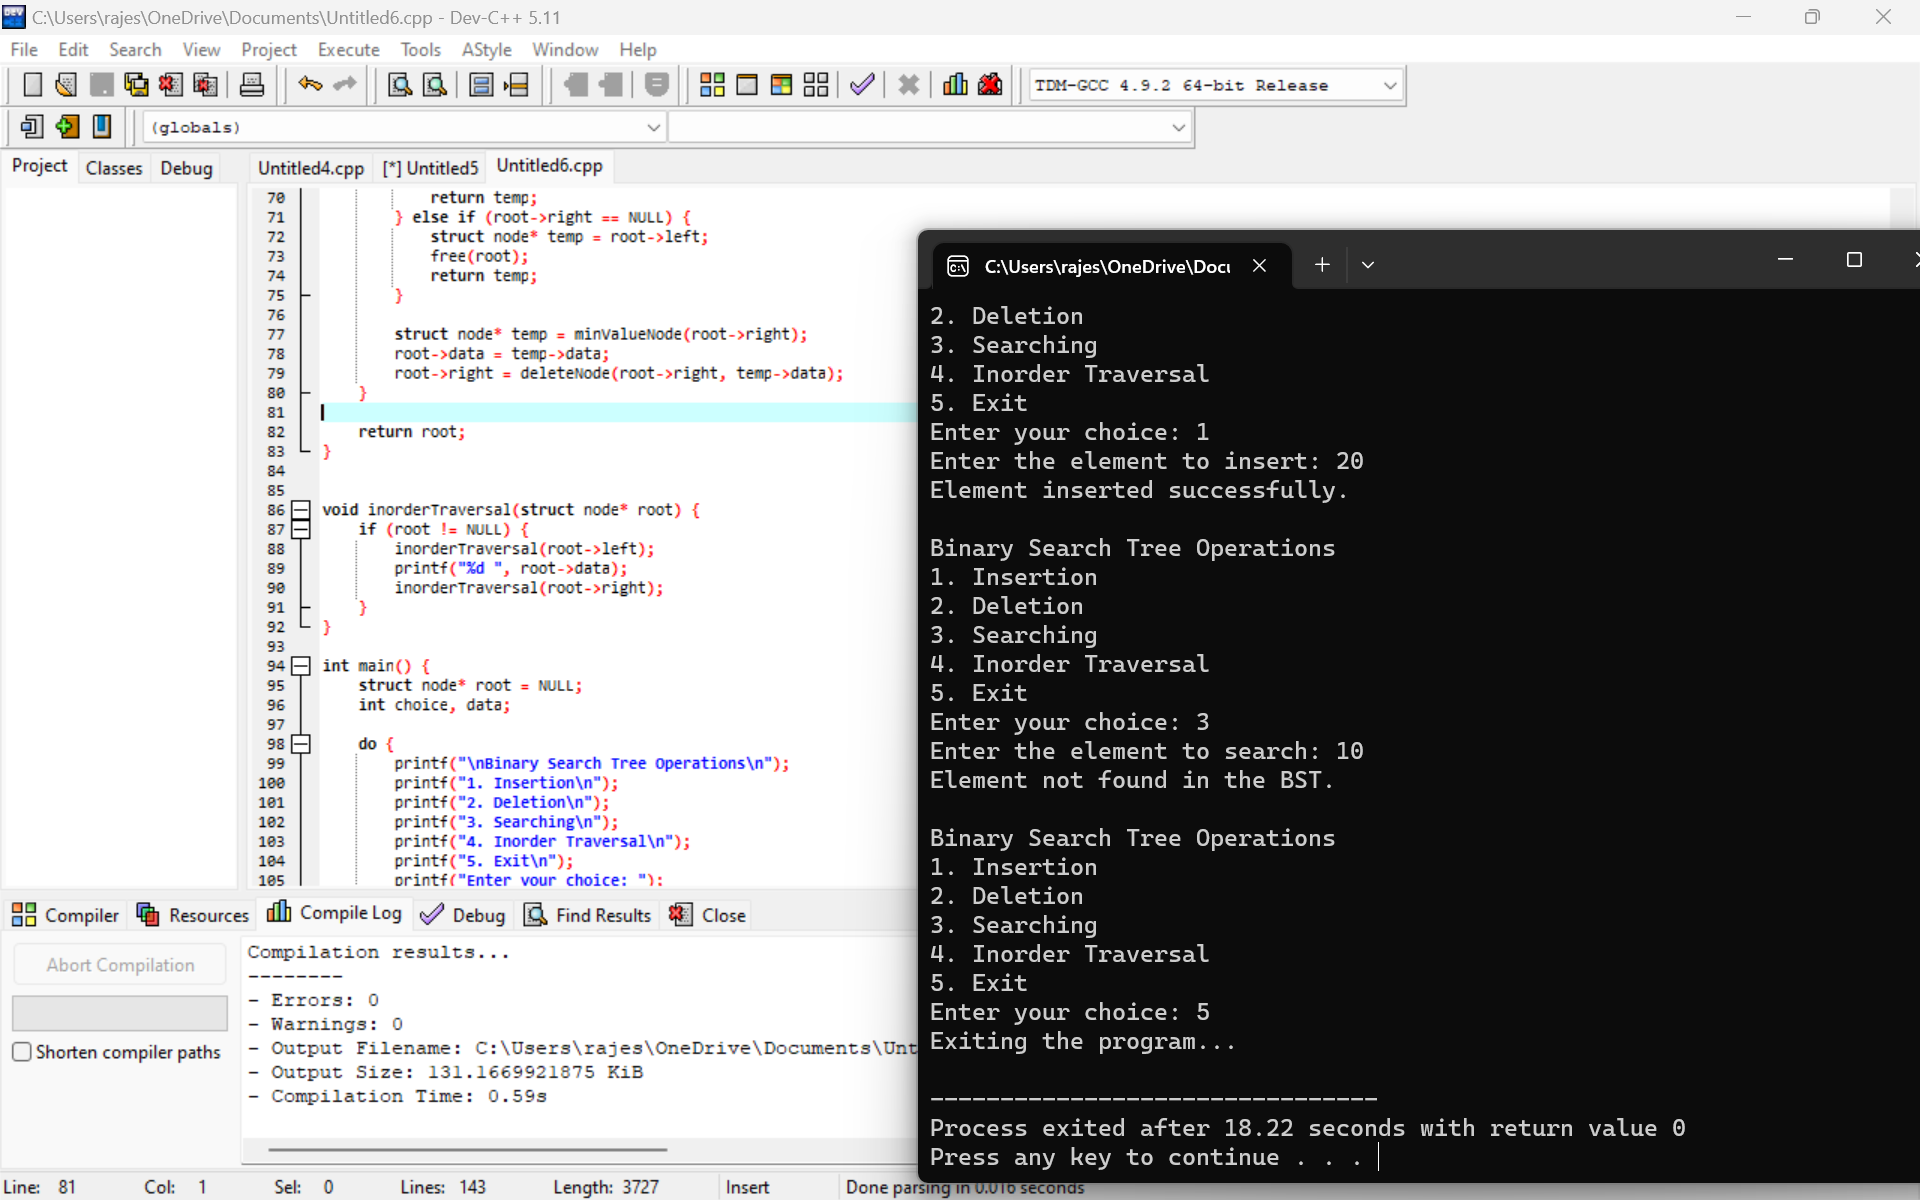 C:\Users\rajes\OneDrive\Documents\Untitled6.cpp - Dev-C++ 5.11
File Edit Search View Project Execute Tools AStyle Window Help
TDM-GCC 4.9.2 64-bit Release
(globals)
Project Classes Debug Untitled4.cpp [*] Untitled5 Untitled6.cpp
70 return temp;
71 } else if (root->right == NULL) {
72 struct node* temp = root->left;
73 free(root);
74 return temp;
75 }
76
77 struct node* temp = minValueNode(root->right);
78 root->data = temp->data;
79 root->right = deleteNode(root->right, temp->data);
80 }
81
82 return root;
83 }
84
85
86 void inorderTraversal(struct node* root) {
87 if (root != NULL) {
88 inorderTraversal(root->left);
89 printf("%d ", root->data);
90 inorderTraversal(root->right);
91 }
92 }
93
94 int main() {
95 struct node* root = NULL;
96 int choice, data;
97
98 do {
99 printf("\nBinary Search Tree Operations\n");
100 printf("1. Insertion\n");
101 printf("2. Deletion\n");
102 printf("3. Searching\n");
103 printf("4. Inorder Traversal\n");
104 printf("5. Exit\n");
105 printf("Enter your choice: ");
Compiler Resources Compile Log Debug Find Results Close
Abort Compilation
Shorten compiler paths
Compilation results...
--------
- Errors: 0
- Warnings: 0
- Output Filename: C:\Users\rajes\OneDrive\Documents\Unt
- Output Size: 131.1669921875 KiB
- Compilation Time: 0.59s
Line: 81 Col: 1 Sel: 0 Lines: 143 Length: 3727 Insert Done parsing in 0.016 seconds
C:\Users\rajes\OneDrive\Docu
2. Deletion
3. Searching
4. Inorder Traversal
5. Exit
Enter your choice: 1
Enter the element to insert: 20
Element inserted successfully.
Binary Search Tree Operations
1. Insertion
2. Deletion
3. Searching
4. Inorder Traversal
5. Exit
Enter your choice: 3
Enter the element to search: 10
Element not found in the BST.
Binary Search Tree Operations
1. Insertion
2. Deletion
3. Searching
4. Inorder Traversal
5. Exit
Enter your choice: 5
Exiting the program...
--------------------------------
Process exited after 18.22 seconds with return value 0
Press any key to continue . . .